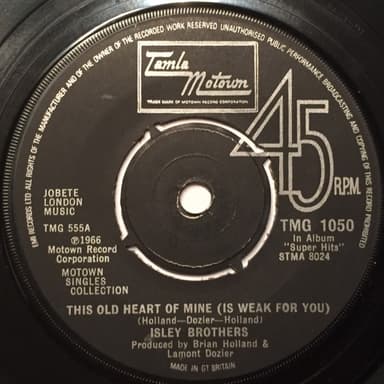 EMI RECORDS LTD. ALL RIGHTS OF THE MANUFACTURER AND OF THE OWNER OF THE RECORDED WORK RESERVED UNAUTHORISED PUBLIC PERFORMANCE BROADCASTING AND COPYING OF THIS RECORD PROHIBITED
Tamla
Motown
TRADE MARK OF MOTOWN RECORD CORPORATION
45
R.P.M.
JOBETE
LONDON
MUSIC
TMG 555A
℗1966
Motown Record
Corporation
MOTOWN
SINGLES
COLLECTION
TMG 1050
In Album
"Super Hits"
STMA 8024
THIS OLD HEART OF MINE (IS WEAK FOR YOU)
(Holland—Dozier—Holland)
ISLEY BROTHERS
Produced by Brian Holland &
Lamont Dozier
MADE IN GT BRITAIN